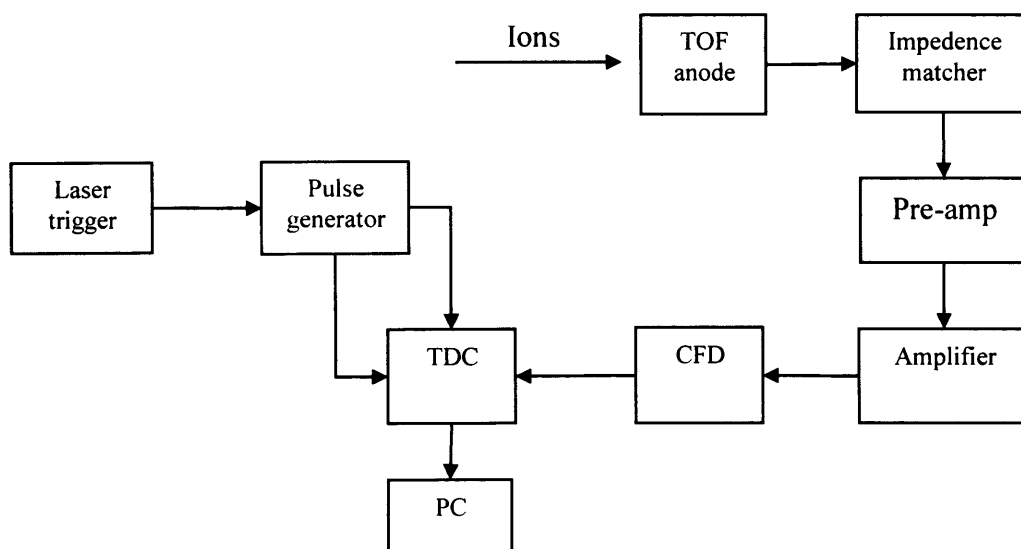 Ions
TOF
anode
Impedence
matcher
Laser
trigger
Pulse
generator
Pre-amp
TDC
CFD
Amplifier
PC